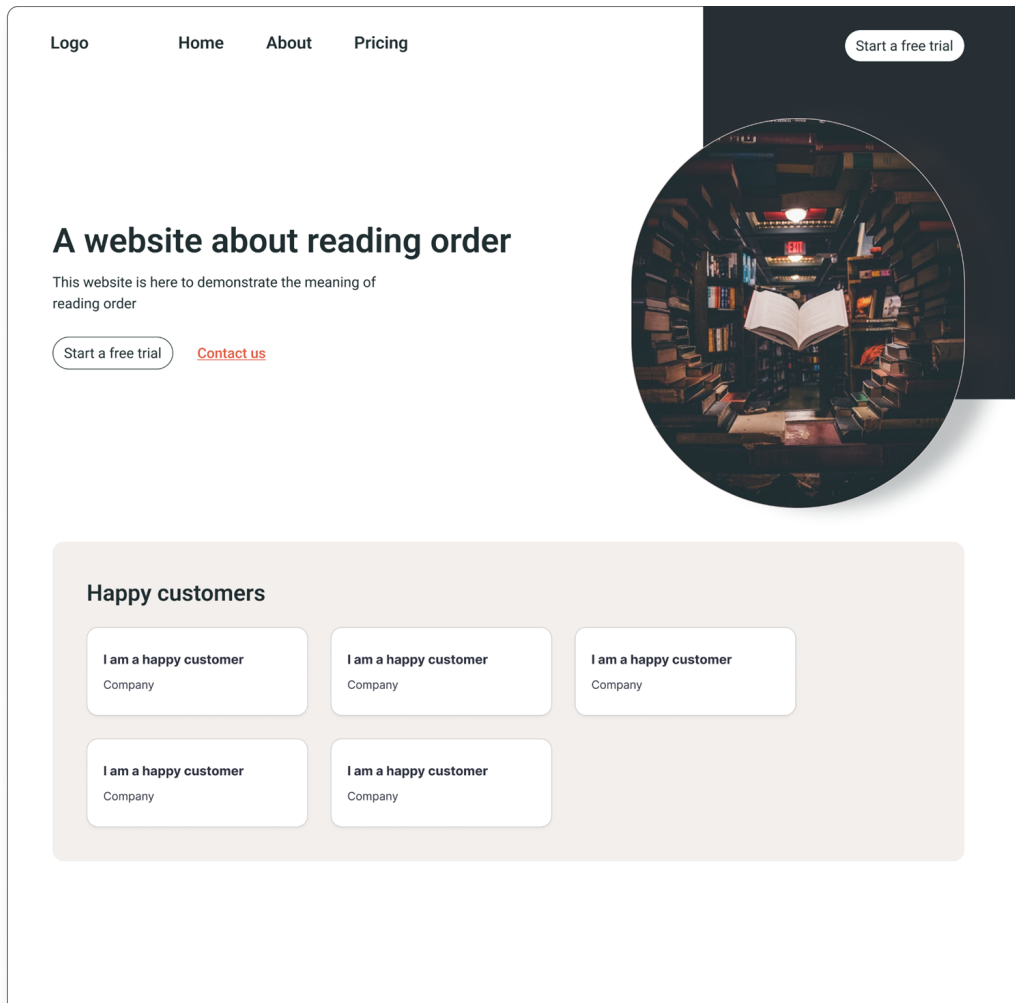 Logo
Home
About
Pricing
Start a free trial
A website about reading order
This website is here to demonstrate the meaning of
reading order
Start a free trial
Contact us
EXIT
Happy customers
I am a happy customer
Company
I am a happy customer
Company
I am a happy customer
Company
I am a happy customer
Company
I am a happy customer
Company